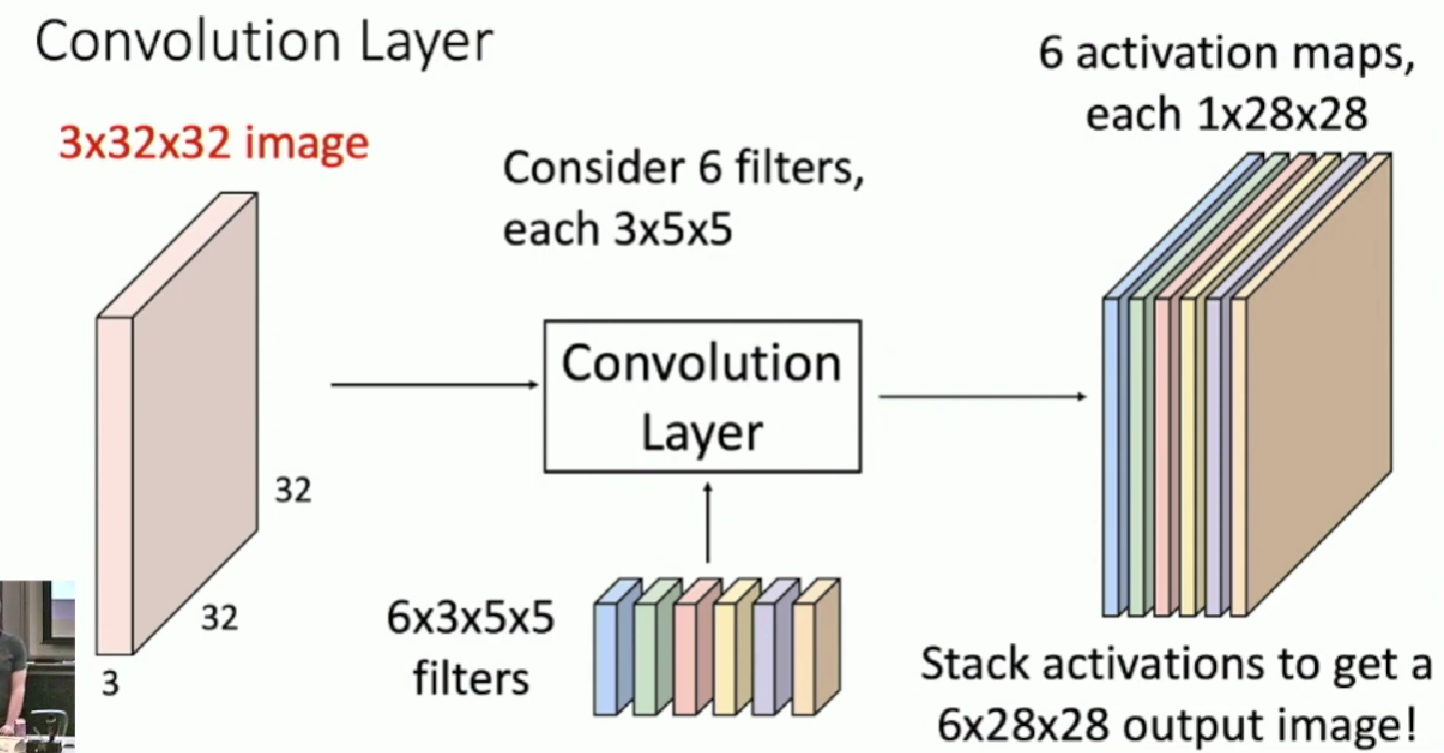 Convolution Layer
3x32x32 image
32
32
3
Consider 6 filters,
each 3x5x5
Convolution
Layer
6x3x5x5
filters
6 activation maps,
each 1x28x28
Stack activations to get a
6x28x28 output image!